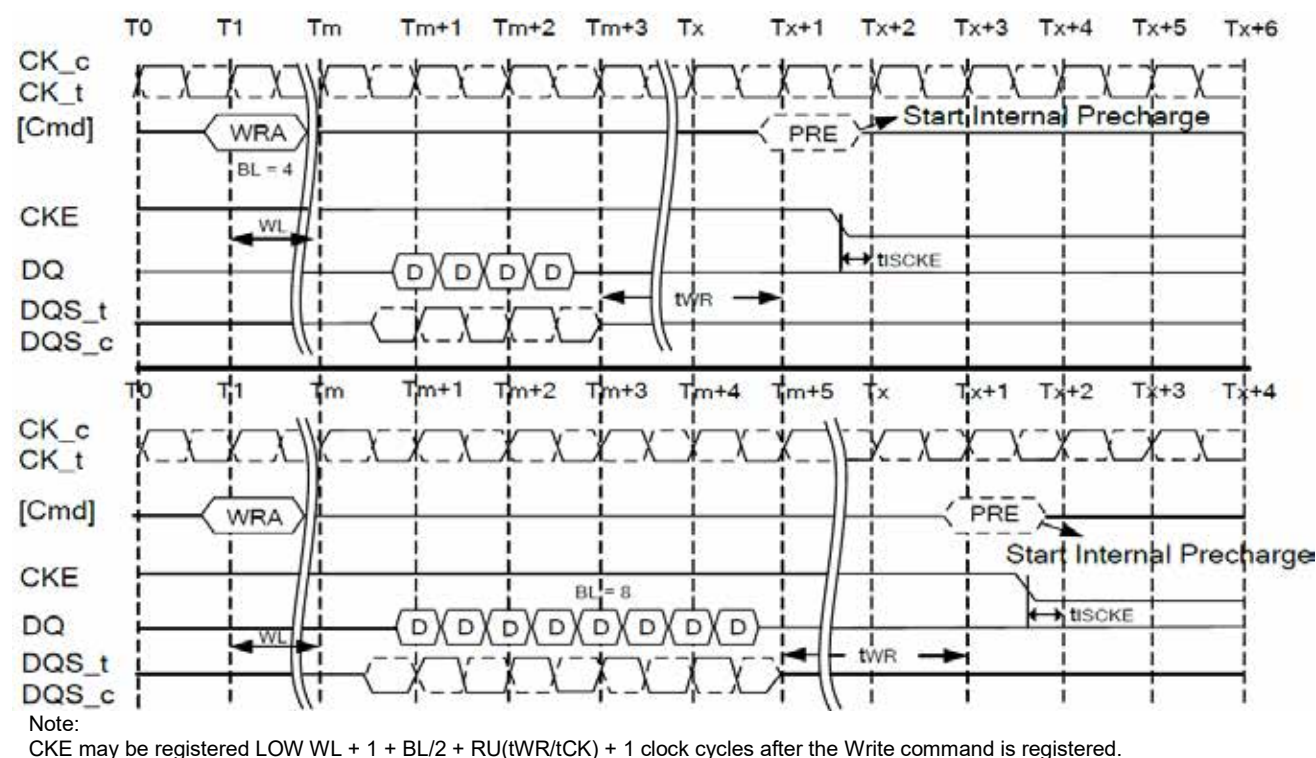 T0 T1 Tm Tm+1 Tm+2 Tm+3 Tx Tx+1 Tx+2 Tx+3 Tx+4 Tx+5 Tx+6
CK_c
CK_t
[Cmd] WRA PRE Start Internal Precharge
BL = 4
CKE
WL
tISCKE
DQ D D D D
tWR
DQS_t
DQS_c
T0 T1 Tm Tm+1 Tm+2 Tm+3 Tm+4 Tm+5 Tx Tx+1 Tx+2 Tx+3 Tx+4
CK_c
CK_t
[Cmd] WRA PRE
Start Internal Precharge
CKE
BL = 8
tISCKE
DQ D D D D D D D D
WL
tWR
DQS_t
DQS_c
Note:
CKE may be registered LOW WL + 1 + BL/2 + RU(tWR/tCK) + 1 clock cycles after the Write command is registered.